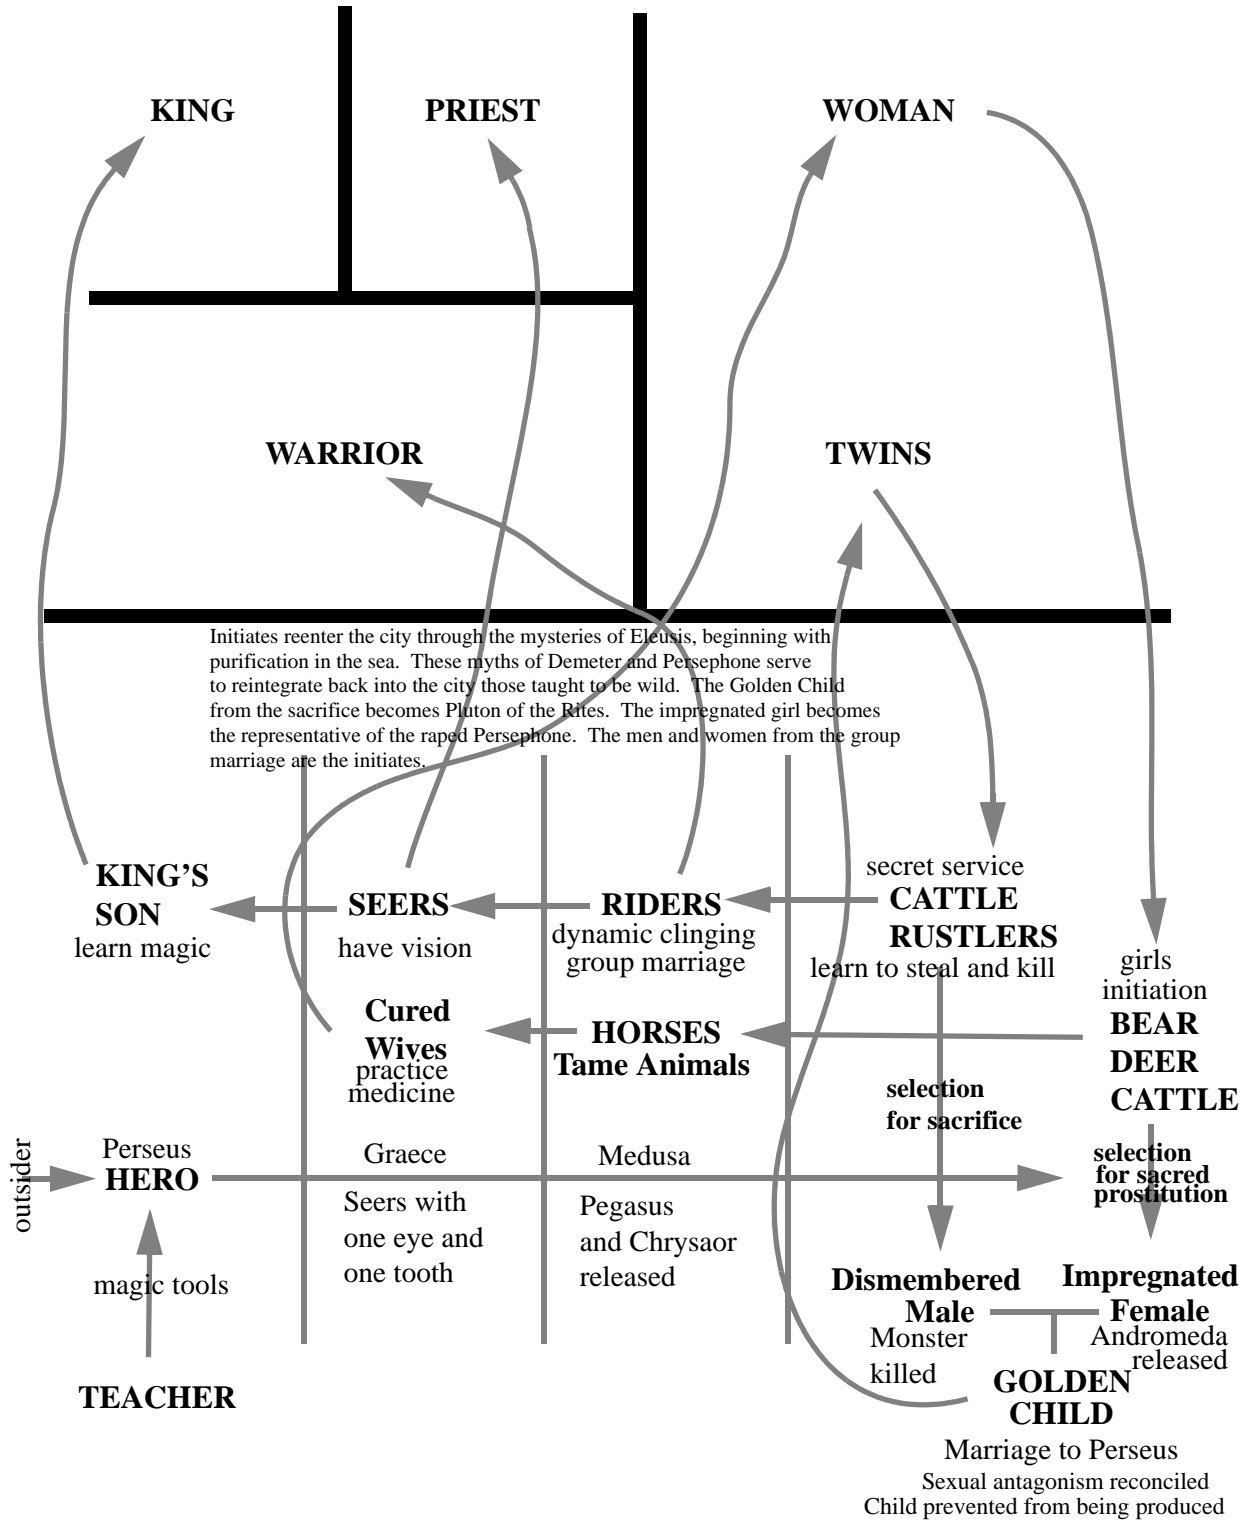 KING
PRIEST
WOMAN
WARRIOR
TWINS
Initiates reenter the city through the mysteries of Eleusis, beginning with
purification in the sea.  These myths of Demeter and Persephone serve
to reintegrate back into the city those taught to be wild.  The Golden Child
from the sacrifice becomes Pluton of the Rites.  The impregnated girl becomes
the representative of the raped Persephone.  The men and women from the group
marriage are the initiates.
KING’S
SON
learn magic
SEERS
have vision
RIDERS
dynamic clinging
group marriage
secret service
CATTLE
RUSTLERS
learn to steal and kill
girls
initiation
BEAR
DEER
CATTLE
Cured
Wives
practice
medicine
HORSES
Tame Animals
selection
for sacrifice
selection
for sacred
prostitution
outsider
Perseus
HERO
magic tools
TEACHER
Graece
Seers with
one eye and
one tooth
Medusa
Pegasus
and Chrysaor
released
Dismembered
Male
Monster
killed
Impregnated
Female
Andromeda
released
GOLDEN
CHILD
Marriage to Perseus
Sexual antagonism reconciled
Child prevented from being produced